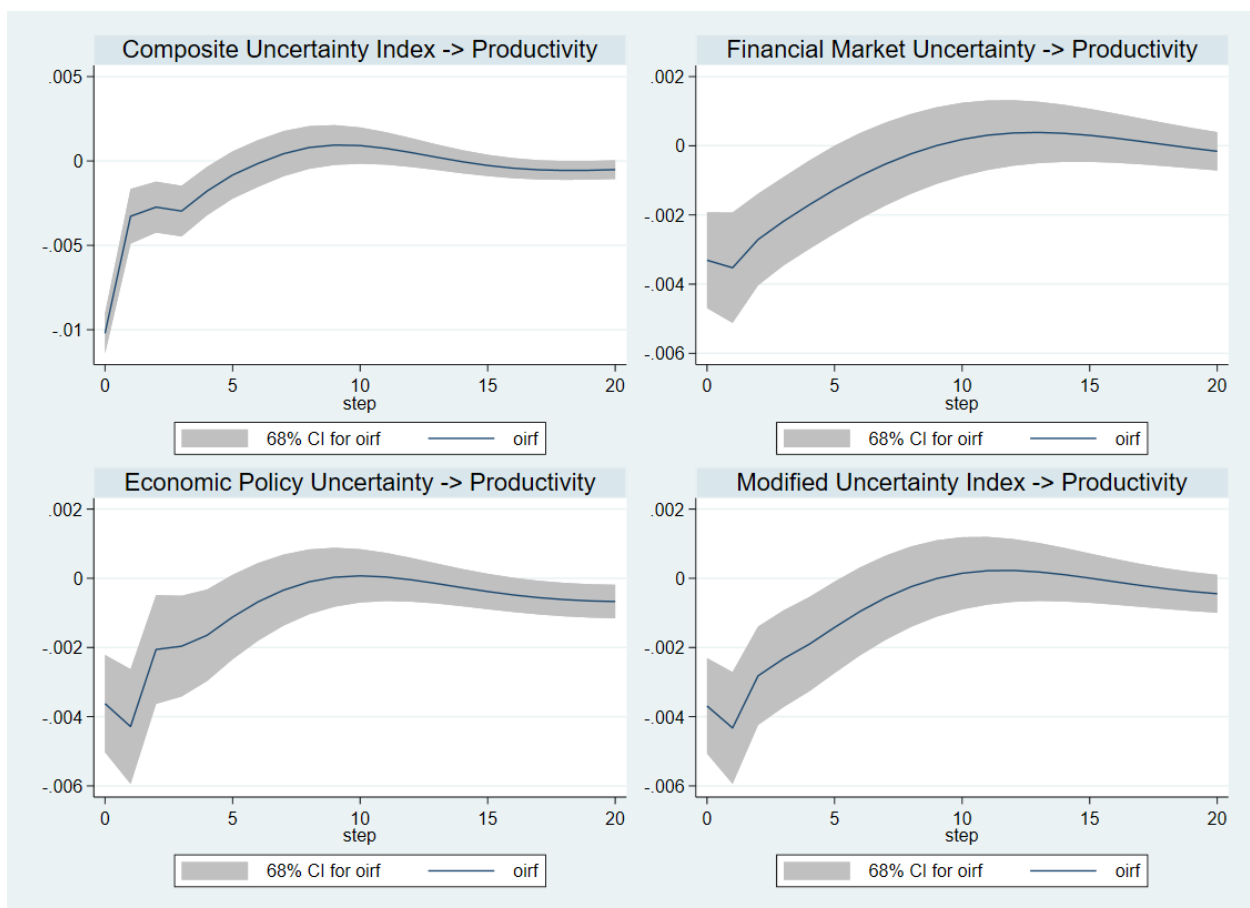 Composite Uncertainty Index -> Productivity
.005
0
-.005
-.01
0 5 10 15 20
step
68% CI for oirf oirf
Financial Market Uncertainty -> Productivity
.002
0
-.002
-.004
-.006
0 5 10 15 20
step
68% CI for oirf oirf
Economic Policy Uncertainty -> Productivity
.002
0
-.002
-.004
-.006
0 5 10 15 20
step
68% CI for oirf oirf
Modified Uncertainty Index -> Productivity
.002
0
-.002
-.004
-.006
0 5 10 15 20
step
68% CI for oirf oirf